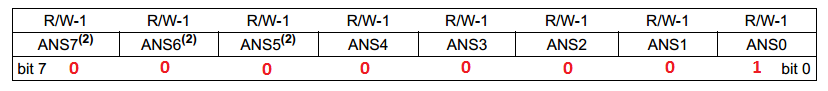 R/W-1 R/W-1 R/W-1 R/W-1 R/W-1 R/W-1 R/W-1 R/W-1
ANS7(2) ANS6(2) ANS5(2) ANS4 ANS3 ANS2 ANS1 ANS0
bit 7 0 0 0 0 0 0 0 1 bit 0